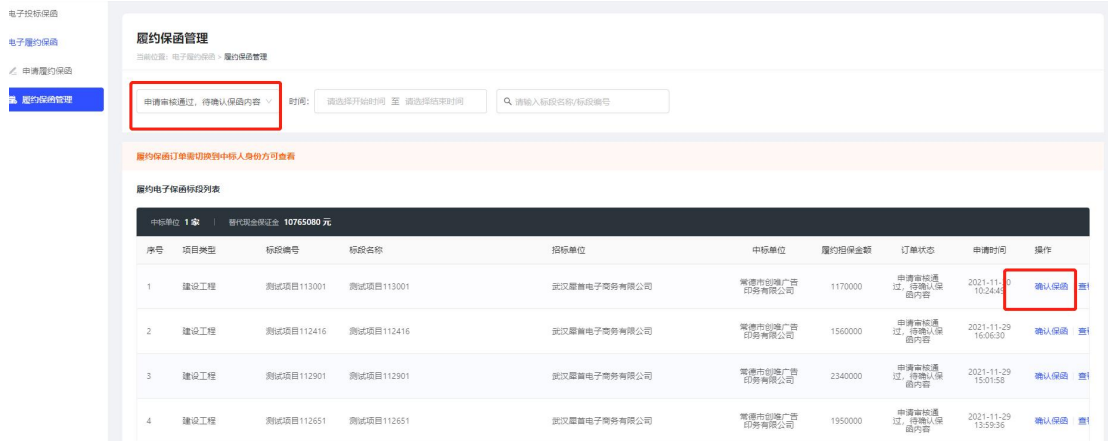 电子投标保函
电子履约保函
申请履约保函
履约保函管理
履约保函管理
当前位置：电子履约保函 > 履约保函管理
申请审核通过，待确认保函内容 时间： 请选择开始时间 至 请选择结束时间 请输入标段名称/标段编号
履约保函订单需切换到中标人身份方可查看
履约电子保函标段列表
中标单位 1 家 | 替代现金保证金 10765080 元
序号 项目类型 标段编号 标段名称 招标单位 中标单位 履约担保金额 订单状态 申请时间 操作
1 建设工程 测试项目113001 测试项目113001 武汉犀首电子商务有限公司 常德市创唯广告印务有限公司 1170000 申请审核通过，待确认保函内容 2021-11-30 10:24:49 确认保函
2 建设工程 测试项目112416 测试项目112416 武汉犀首电子商务有限公司 常德市创唯广告印务有限公司 1560000 申请审核通过，待确认保函内容 2021-11-29 16:06:30 确认保函
3 建设工程 测试项目112901 测试项目112901 武汉犀首电子商务有限公司 常德市创唯广告印务有限公司 2340000 申请审核通过，待确认保函内容 2021-11-29 15:01:58 确认保函
4 建设工程 测试项目112651 测试项目112651 武汉犀首电子商务有限公司 常德市创唯广告印务有限公司 1950000 申请审核通过，待确认保函内容 2021-11-29 13:59:36 确认保函